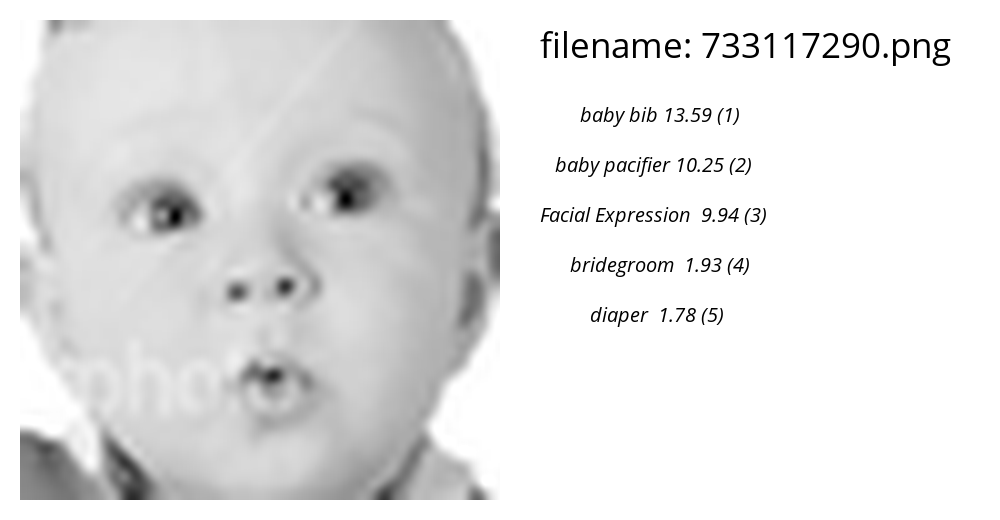 filename: 733117290.png
baby bib 13.59 (1)
baby pacifier 10.25 (2)
Facial Expression 9.94 (3)
bridegroom 1.93 (4)
diaper 1.78 (5)